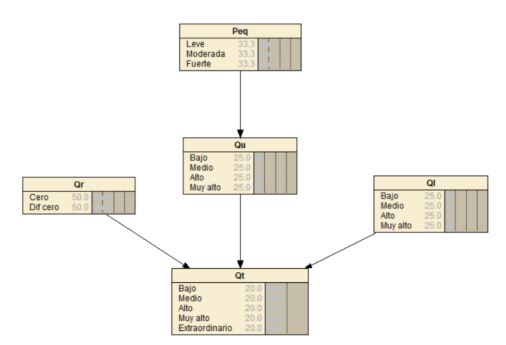 Peq
Leve 33.3
Moderada 33.3
Fuerte 33.3
Qu
Bajo 25.0
Medio 25.0
Alto 25.0
Muy alto 25.0
Qr
Cero 50.0
Dif cero 50.0
Ql
Bajo 25.0
Medio 25.0
Alto 25.0
Muy alto 25.0
Qt
Bajo 20.0
Medio 20.0
Alto 20.0
Muy alto 20.0
Extraordinario 20.0